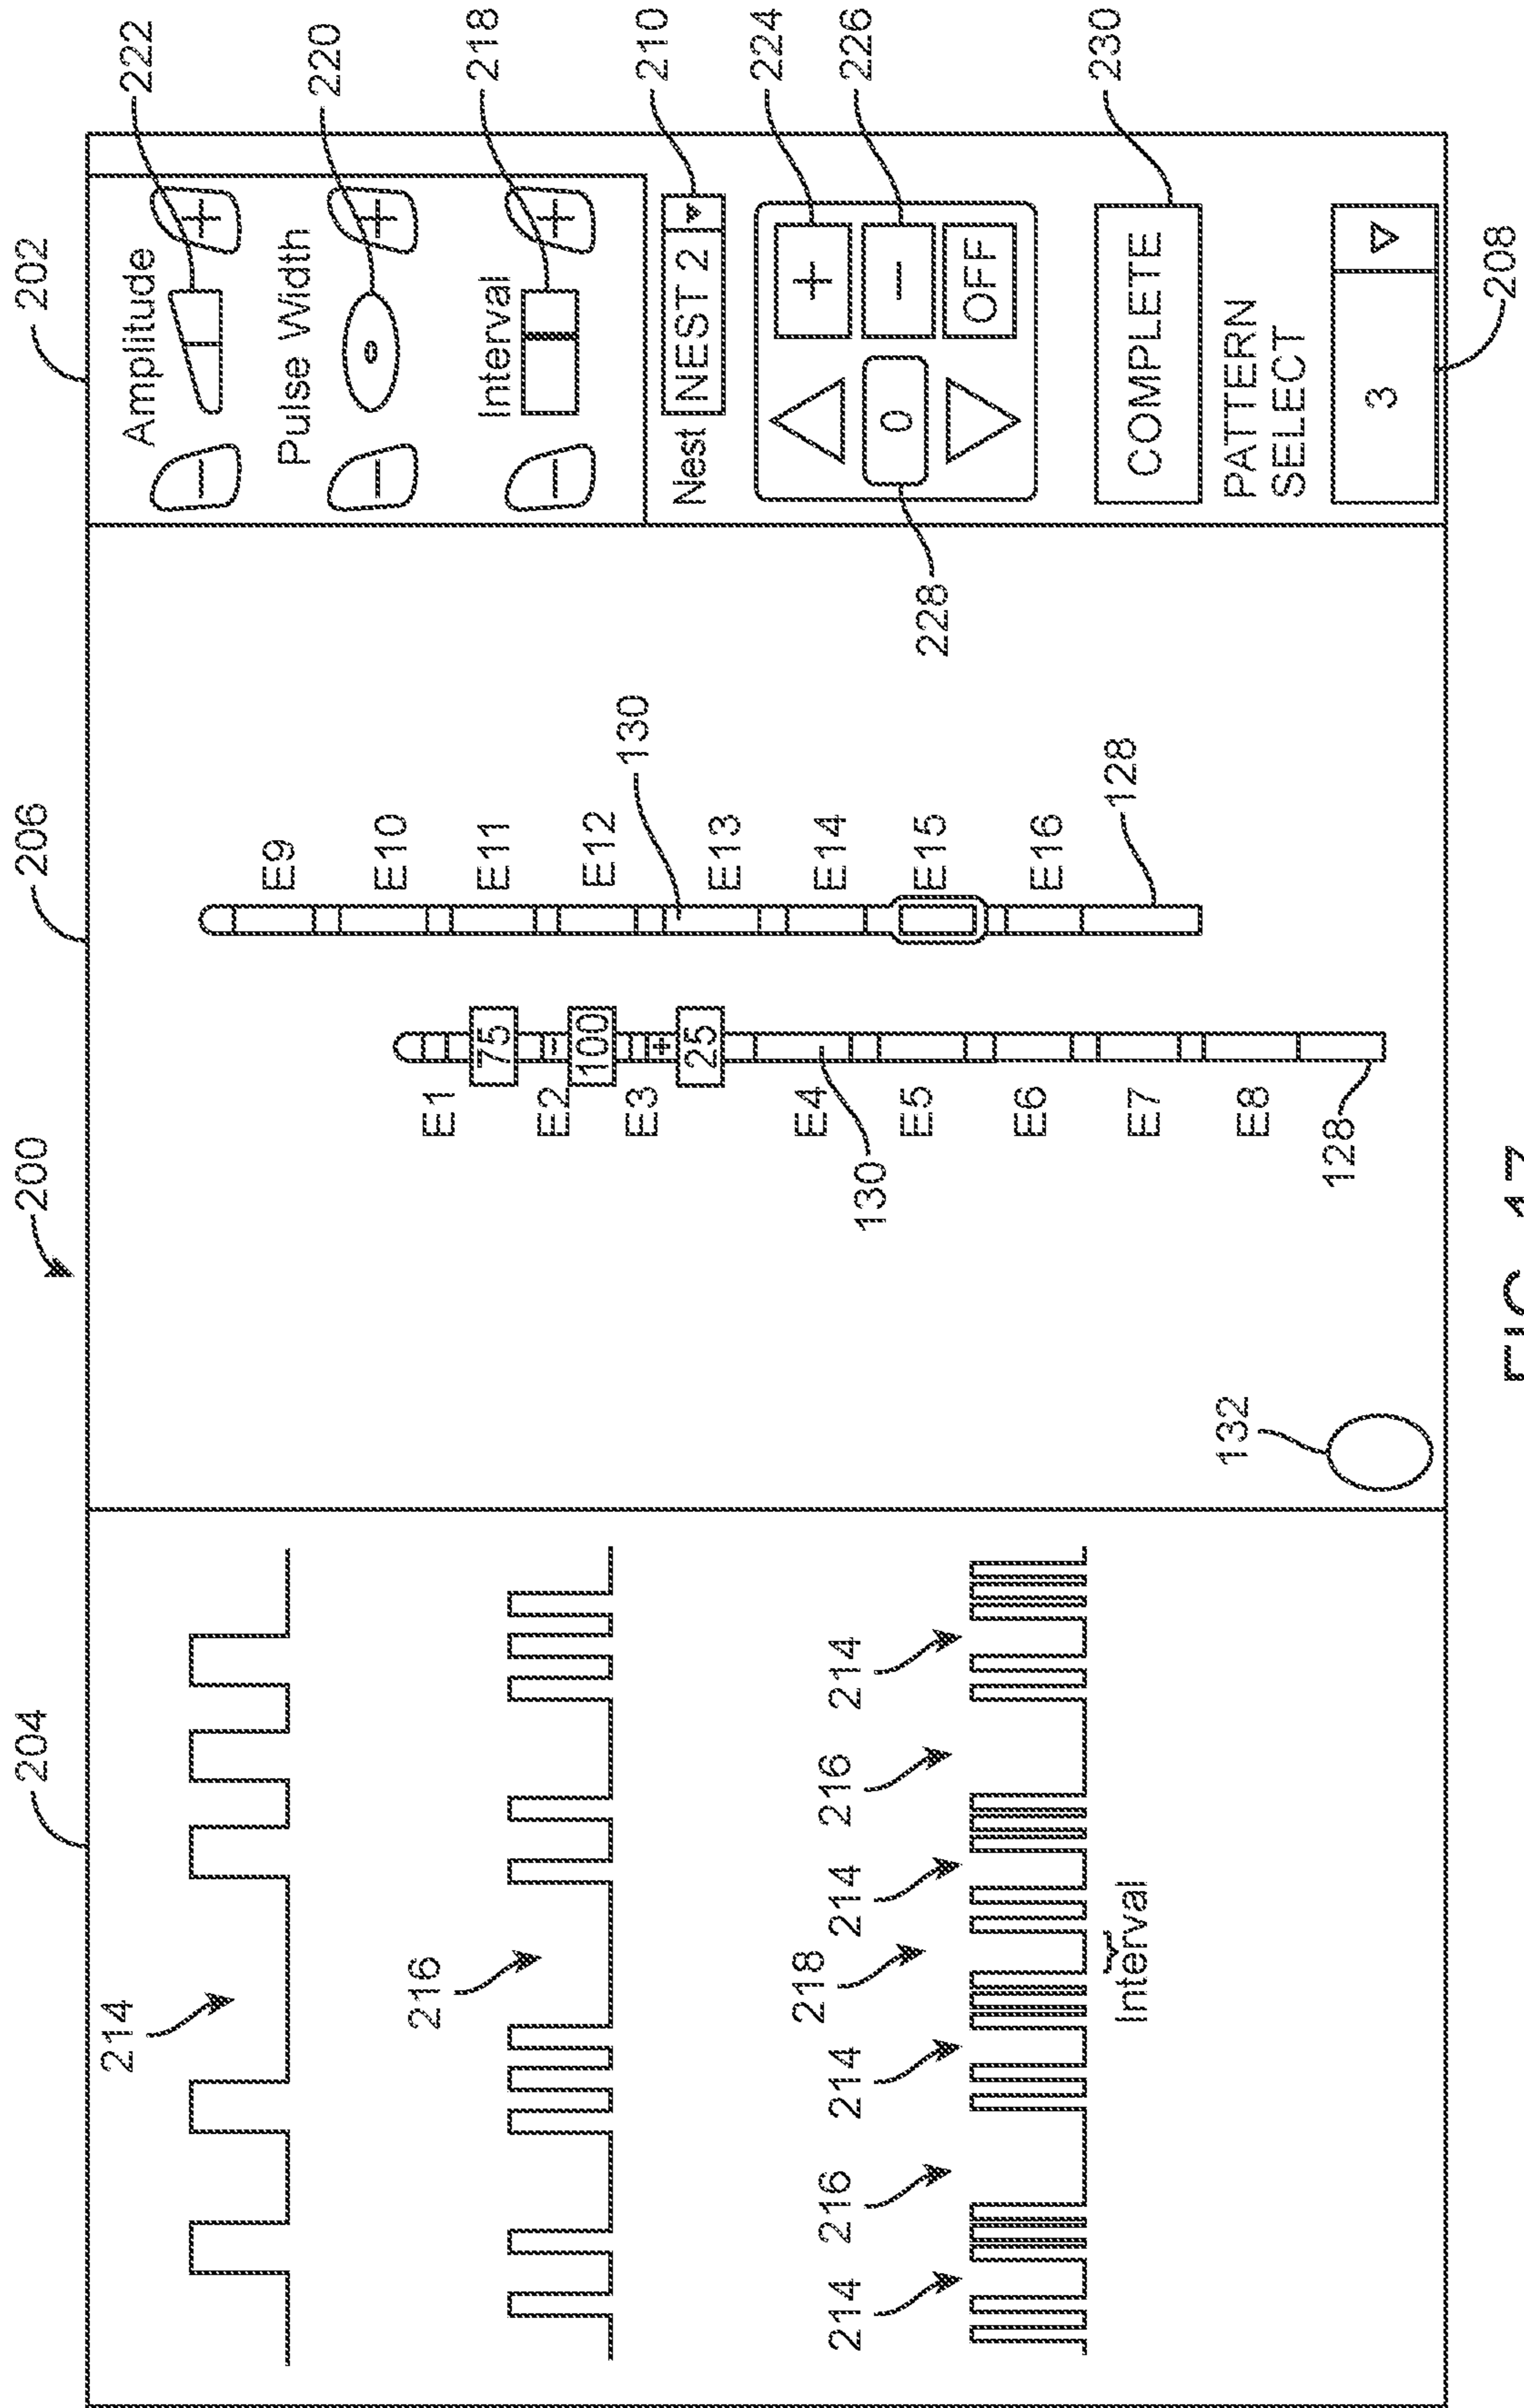 200
204
206
202
214
216
214
216
214
218
214
216
214
Interval
132
E1
E2
E3
E4
E5
E6
E7
E8
75
-
100
+
25
130
128
E9
E10
E11
E12
E13
E14
E15
E16
130
128
Amplitude
- +
222
Pulse Width
- +
220
Interval
- +
218
Nest NEST 2
210
+
224
0 -
226
OFF
228
COMPLETE
230
PATTERN
SELECT
3
208